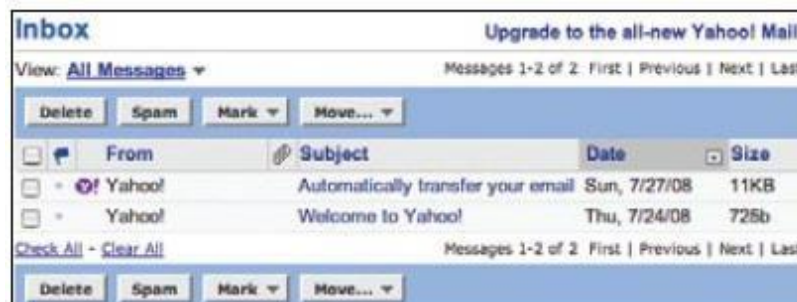 Inbox Upgrade to the all-new Yahoo! Mail
View: All Messages Messages 1-2 of 2 First | Previous | Next | Last
Delete Spam Mark Move...
From Subject Date Size
Y! Yahoo! Automatically transfer your email Sun, 7/27/08 11KB
Yahoo! Welcome to Yahoo! Thu, 7/24/08 725b
Check All - Clear All Messages 1-2 of 2 First | Previous | Next | Last
Delete Spam Mark Move...